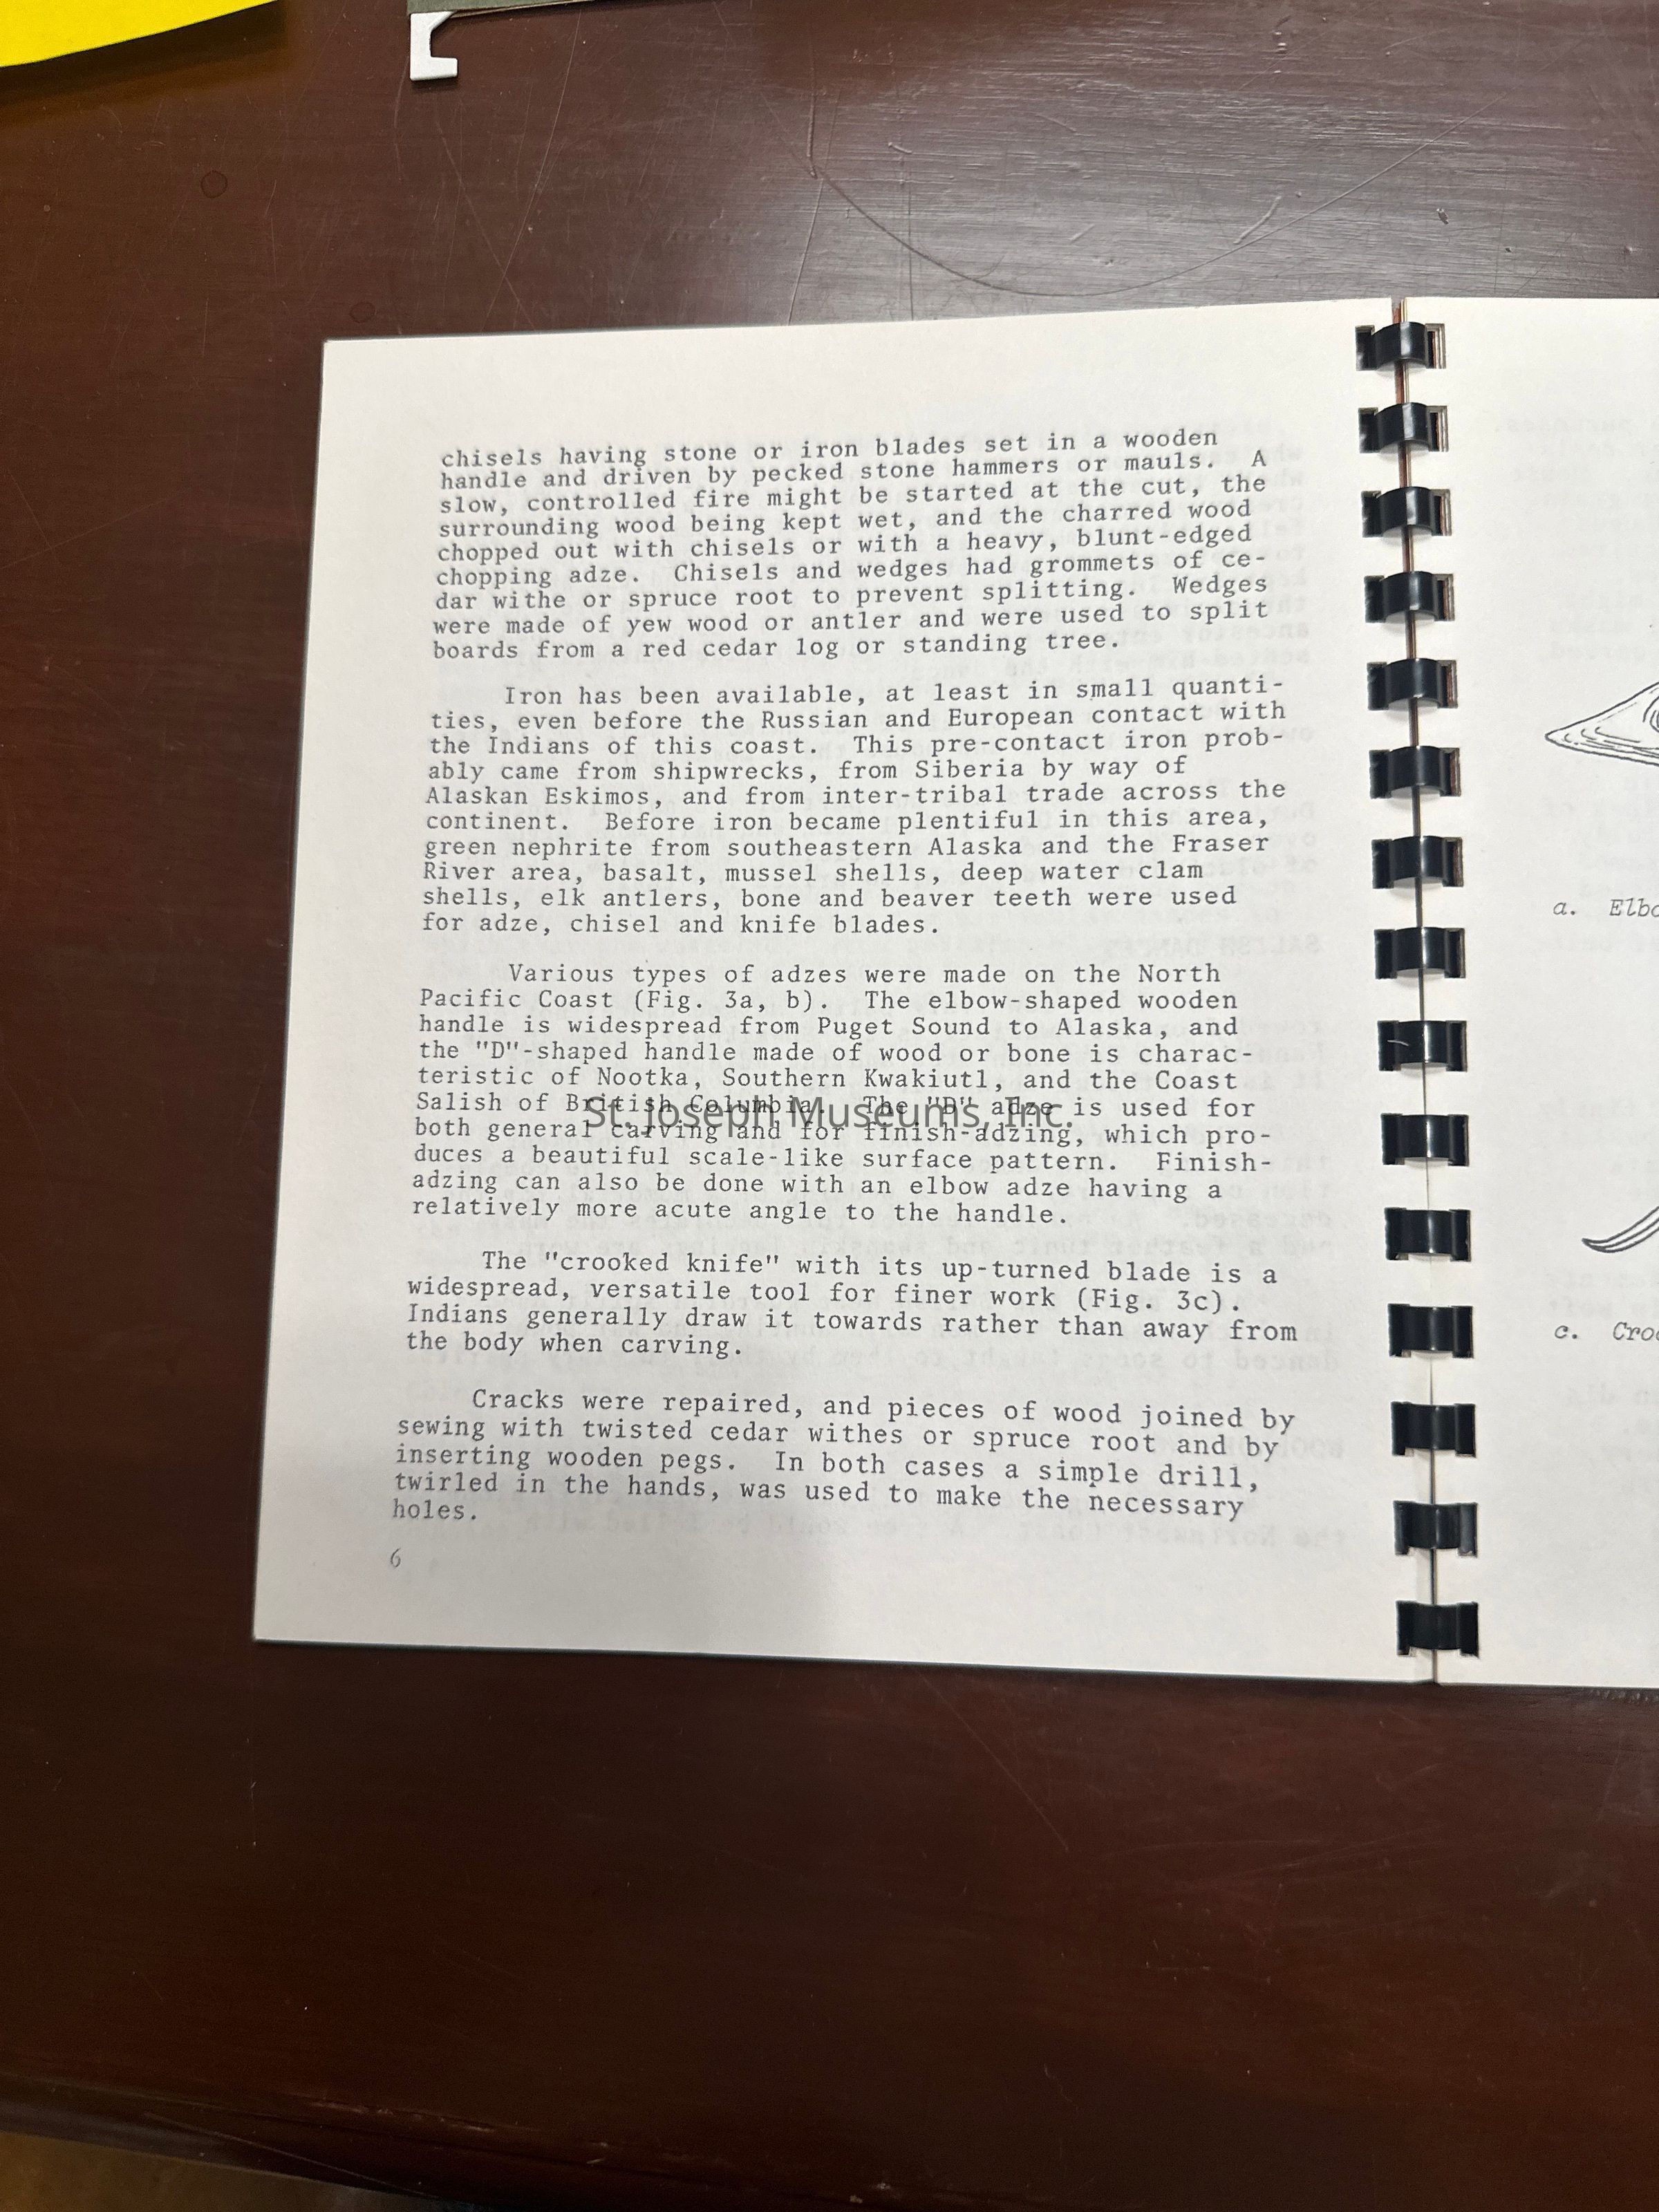 chisels having stone or iron blades set in a wooden
handle and driven by pecked stone hammers or mauls.  A
slow, controlled fire might be started at the cut, the
surrounding wood being kept wet, and the charred wood
chopped out with chisels or with a heavy, blunt-edged
chopping adze.  Chisels and wedges had grommets of ce-
dar withe or spruce root to prevent splitting.  Wedges
were made of yew wood or antler and were used to split
boards from a red cedar log or standing tree.
Iron has been available, at least in small quanti-
ties, even before the Russian and European contact with
the Indians of this coast.  This pre-contact iron prob-
ably came from shipwrecks, from Siberia by way of
Alaskan Eskimos, and from inter-tribal trade across the
continent.  Before iron became plentiful in this area,
green nephrite from southeastern Alaska and the Fraser
River area, basalt, mussel shells, deep water clam
shells, elk antlers, bone and beaver teeth were used
for adze, chisel and knife blades.
Various types of adzes were made on the North
Pacific Coast (Fig. 3a, b).  The elbow-shaped wooden
handle is widespread from Puget Sound to Alaska, and
the "D"-shaped handle made of wood or bone is charac-
teristic of Nootka, Southern Kwakiutl, and the Coast
Salish of British Columbia.  The "D" adze is used for
both general carving and for finish-adzing, which pro-
duces a beautiful scale-like surface pattern.  Finish-
adzing can also be done with an elbow adze having a
relatively more acute angle to the handle.
The "crooked knife" with its up-turned blade is a
widespread, versatile tool for finer work (Fig. 3c).
Indians generally draw it towards rather than away from
the body when carving.
Cracks were repaired, and pieces of wood joined by
sewing with twisted cedar withes or spruce root and by
inserting wooden pegs.  In both cases a simple drill,
twirled in the hands, was used to make the necessary
holes.
6
St. Joseph Museums, Inc.
a. Elbo
c. Croo